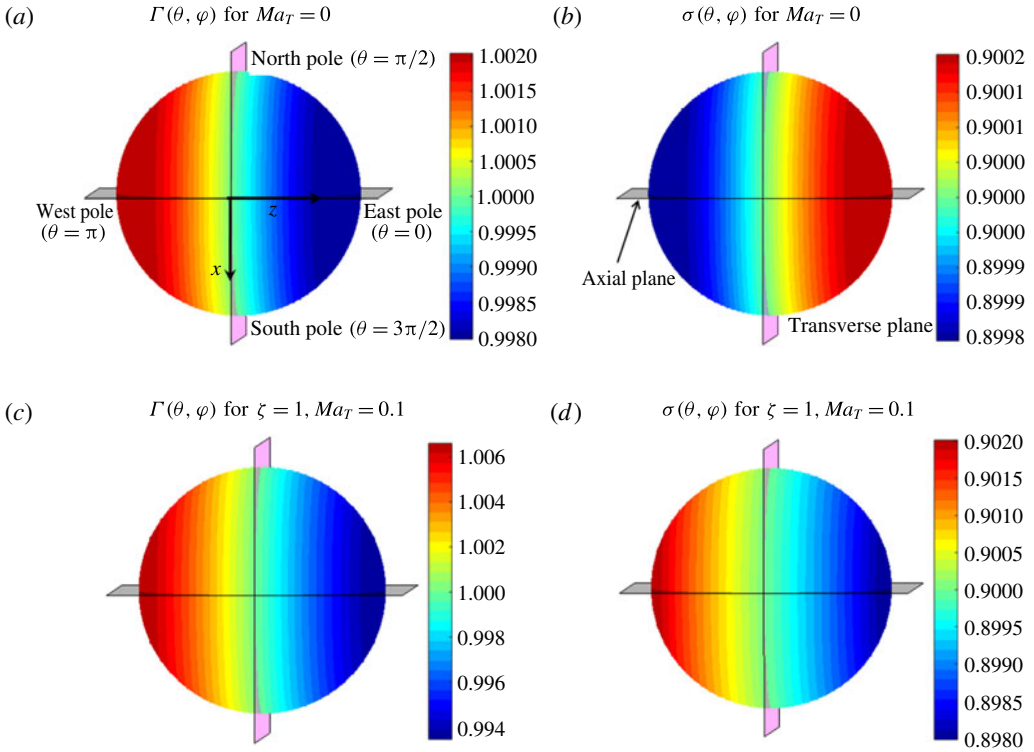 (a)
Γ(θ, φ) for Ma_T = 0
North pole (θ = π/2)
West pole
(θ = π)
East pole
(θ = 0)
z
x
South pole (θ = 3π/2)
1.0020
1.0015
1.0010
1.0005
1.0000
0.9995
0.9990
0.9985
0.9980
(b)
σ(θ, φ) for Ma_T = 0
Axial plane
Transverse plane
0.9002
0.9001
0.9001
0.9000
0.9000
0.9000
0.8999
0.8999
0.8998
(c)
Γ(θ, φ) for ζ = 1, Ma_T = 0.1
1.006
1.004
1.002
1.000
0.998
0.996
0.994
(d)
σ(θ, φ) for ζ = 1, Ma_T = 0.1
0.9020
0.9015
0.9010
0.9005
0.9000
0.8995
0.8990
0.8985
0.8980